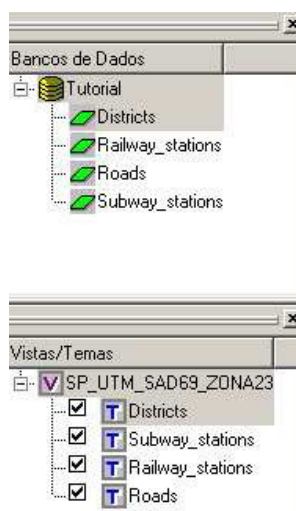 Bancos de Dados
Tutorial
Districts
Railway_stations
Roads
Subway_stations
Vistas/Temas
V SP_UTM_SAD69_ZONA23
T Districts
T Subway_stations
T Railway_stations
T Roads